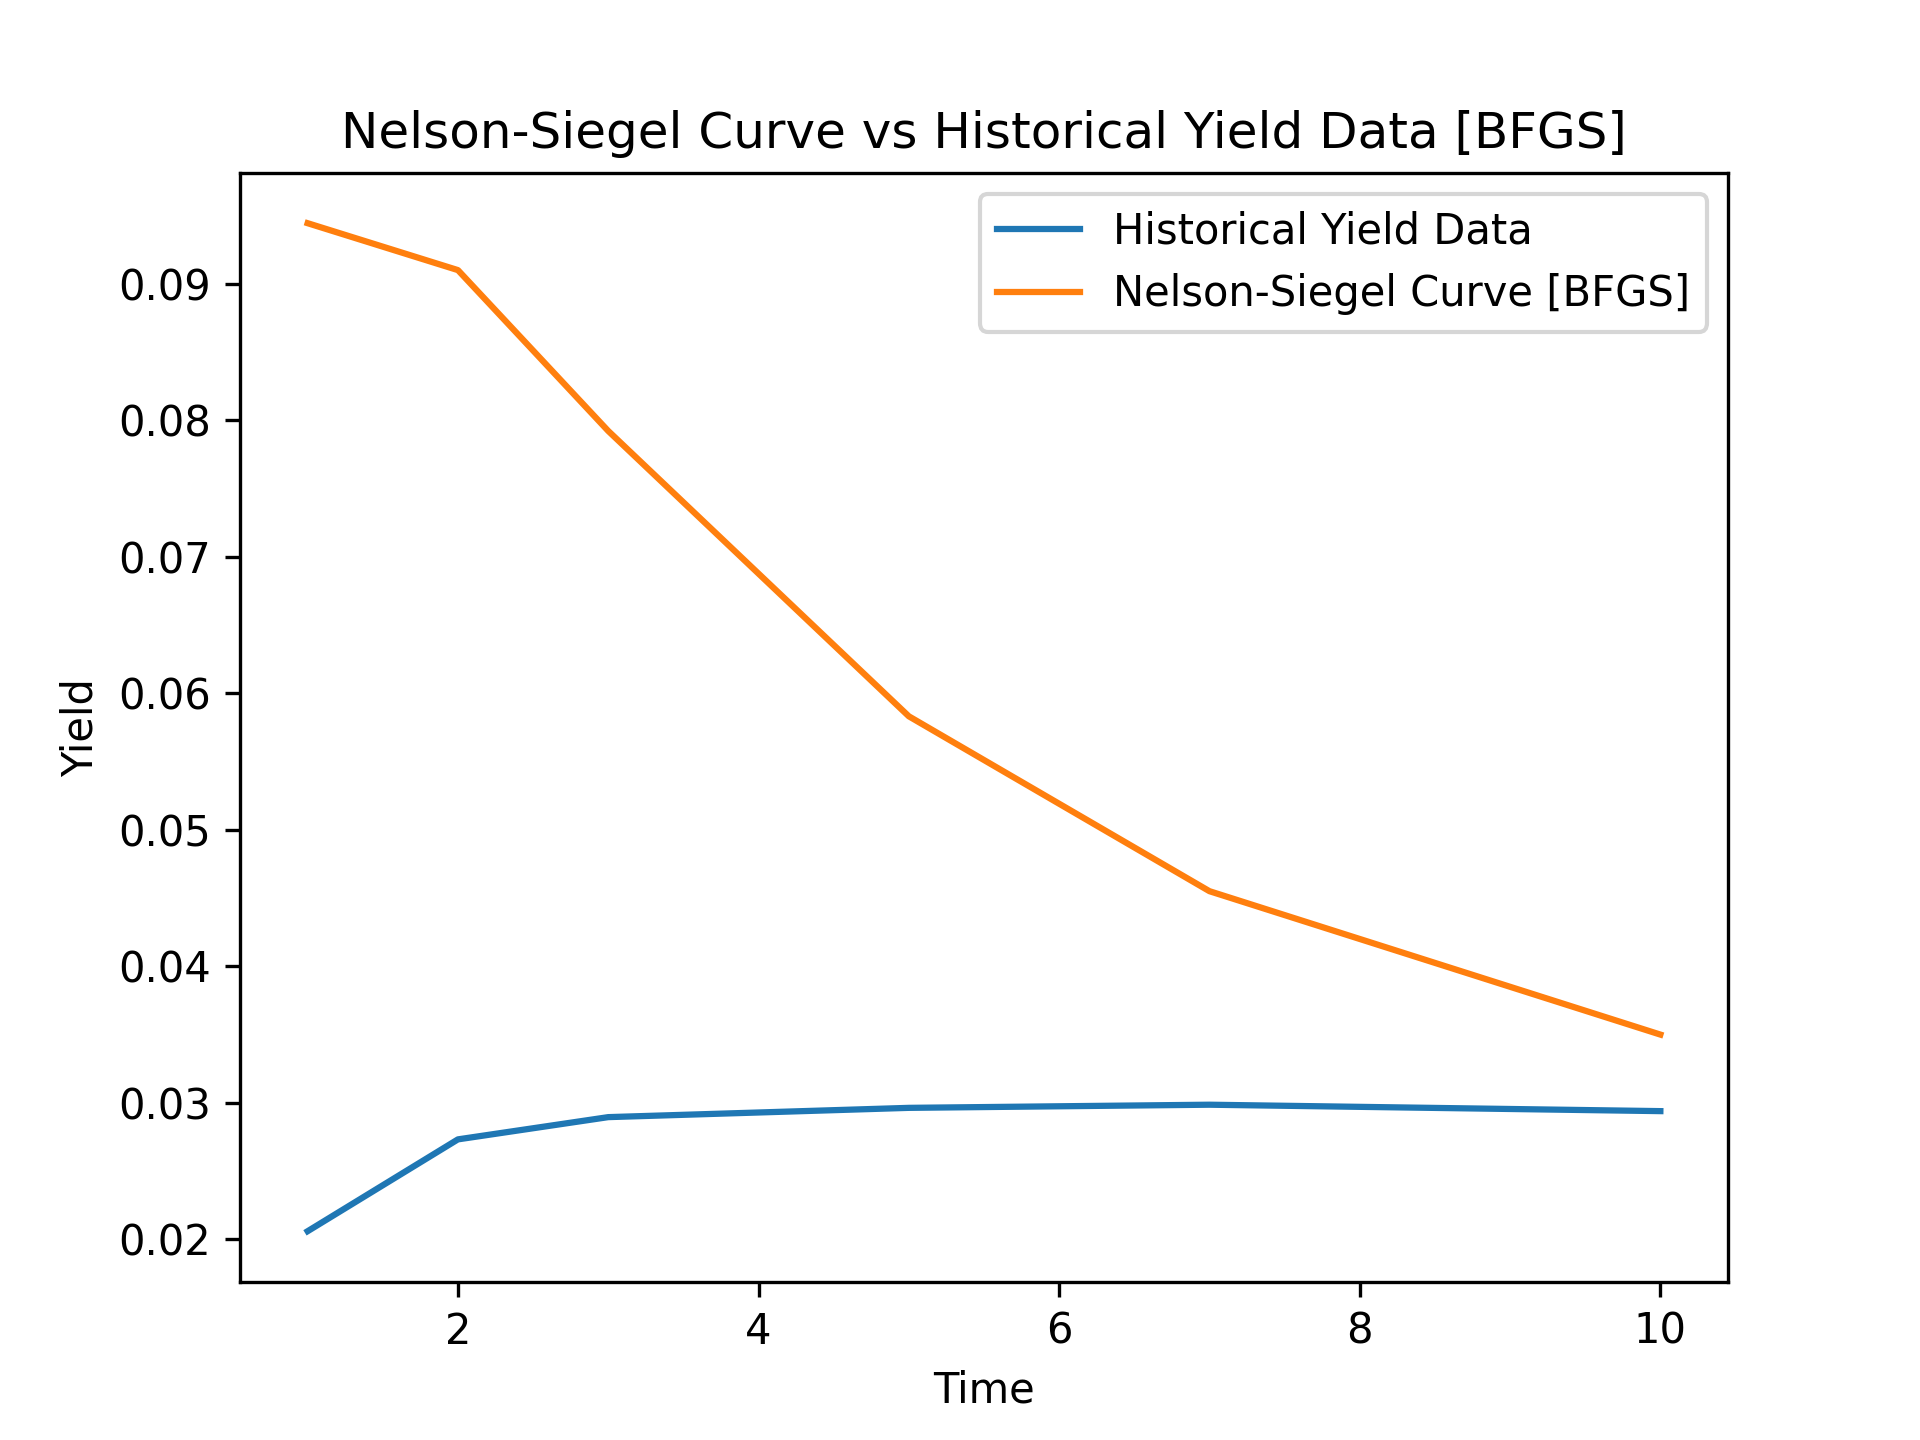 Nelson-Siegel Curve vs Historical Yield Data [BFGS]
Historical Yield Data
Nelson-Siegel Curve [BFGS]
0.09
0.08
0.07
0.06
0.05
0.04
0.03
0.02
Yield
2 4 6 8 10
Time